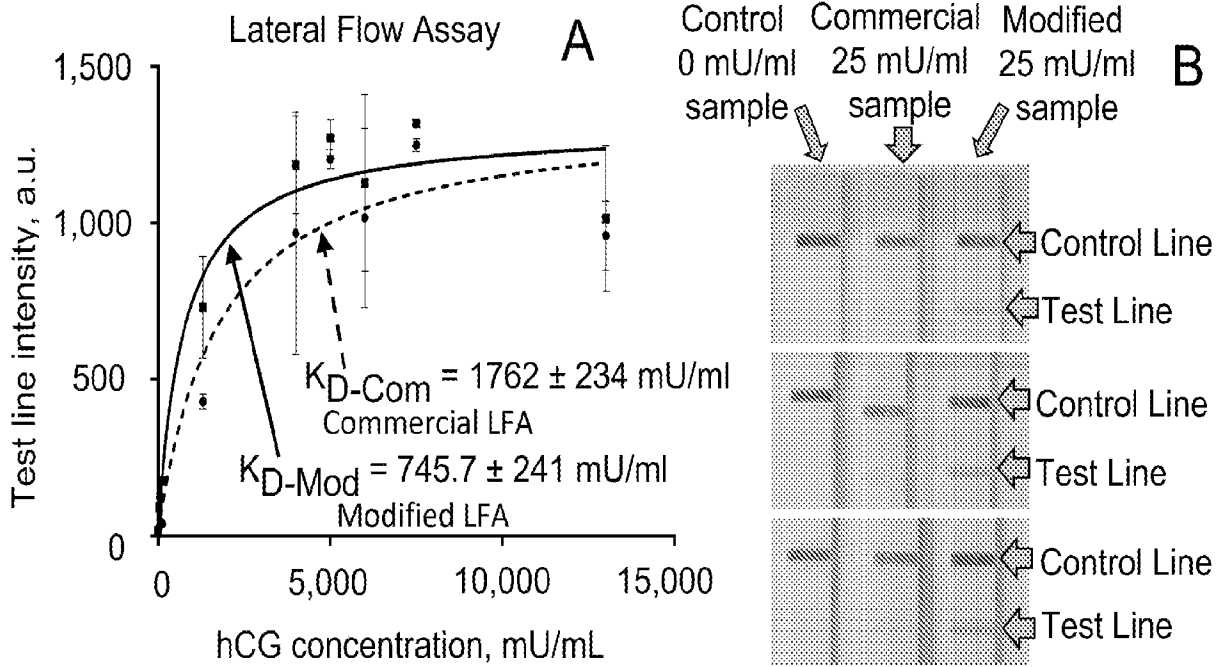 Lateral Flow Assay
A
1,500
1,000
500
0
Test line intensity, a.u.
K_D-Com = 1762 ± 234 mU/ml
Commercial LFA
K_D-Mod = 745.7 ± 241 mU/ml
Modified LFA
0 5,000 10,000 15,000
hCG concentration, mU/mL
Control
0 mU/ml
sample
Commercial
25 mU/ml
sample
Modified
25 mU/ml
sample
B
Control Line
Test Line
Control Line
Test Line
Control Line
Test Line